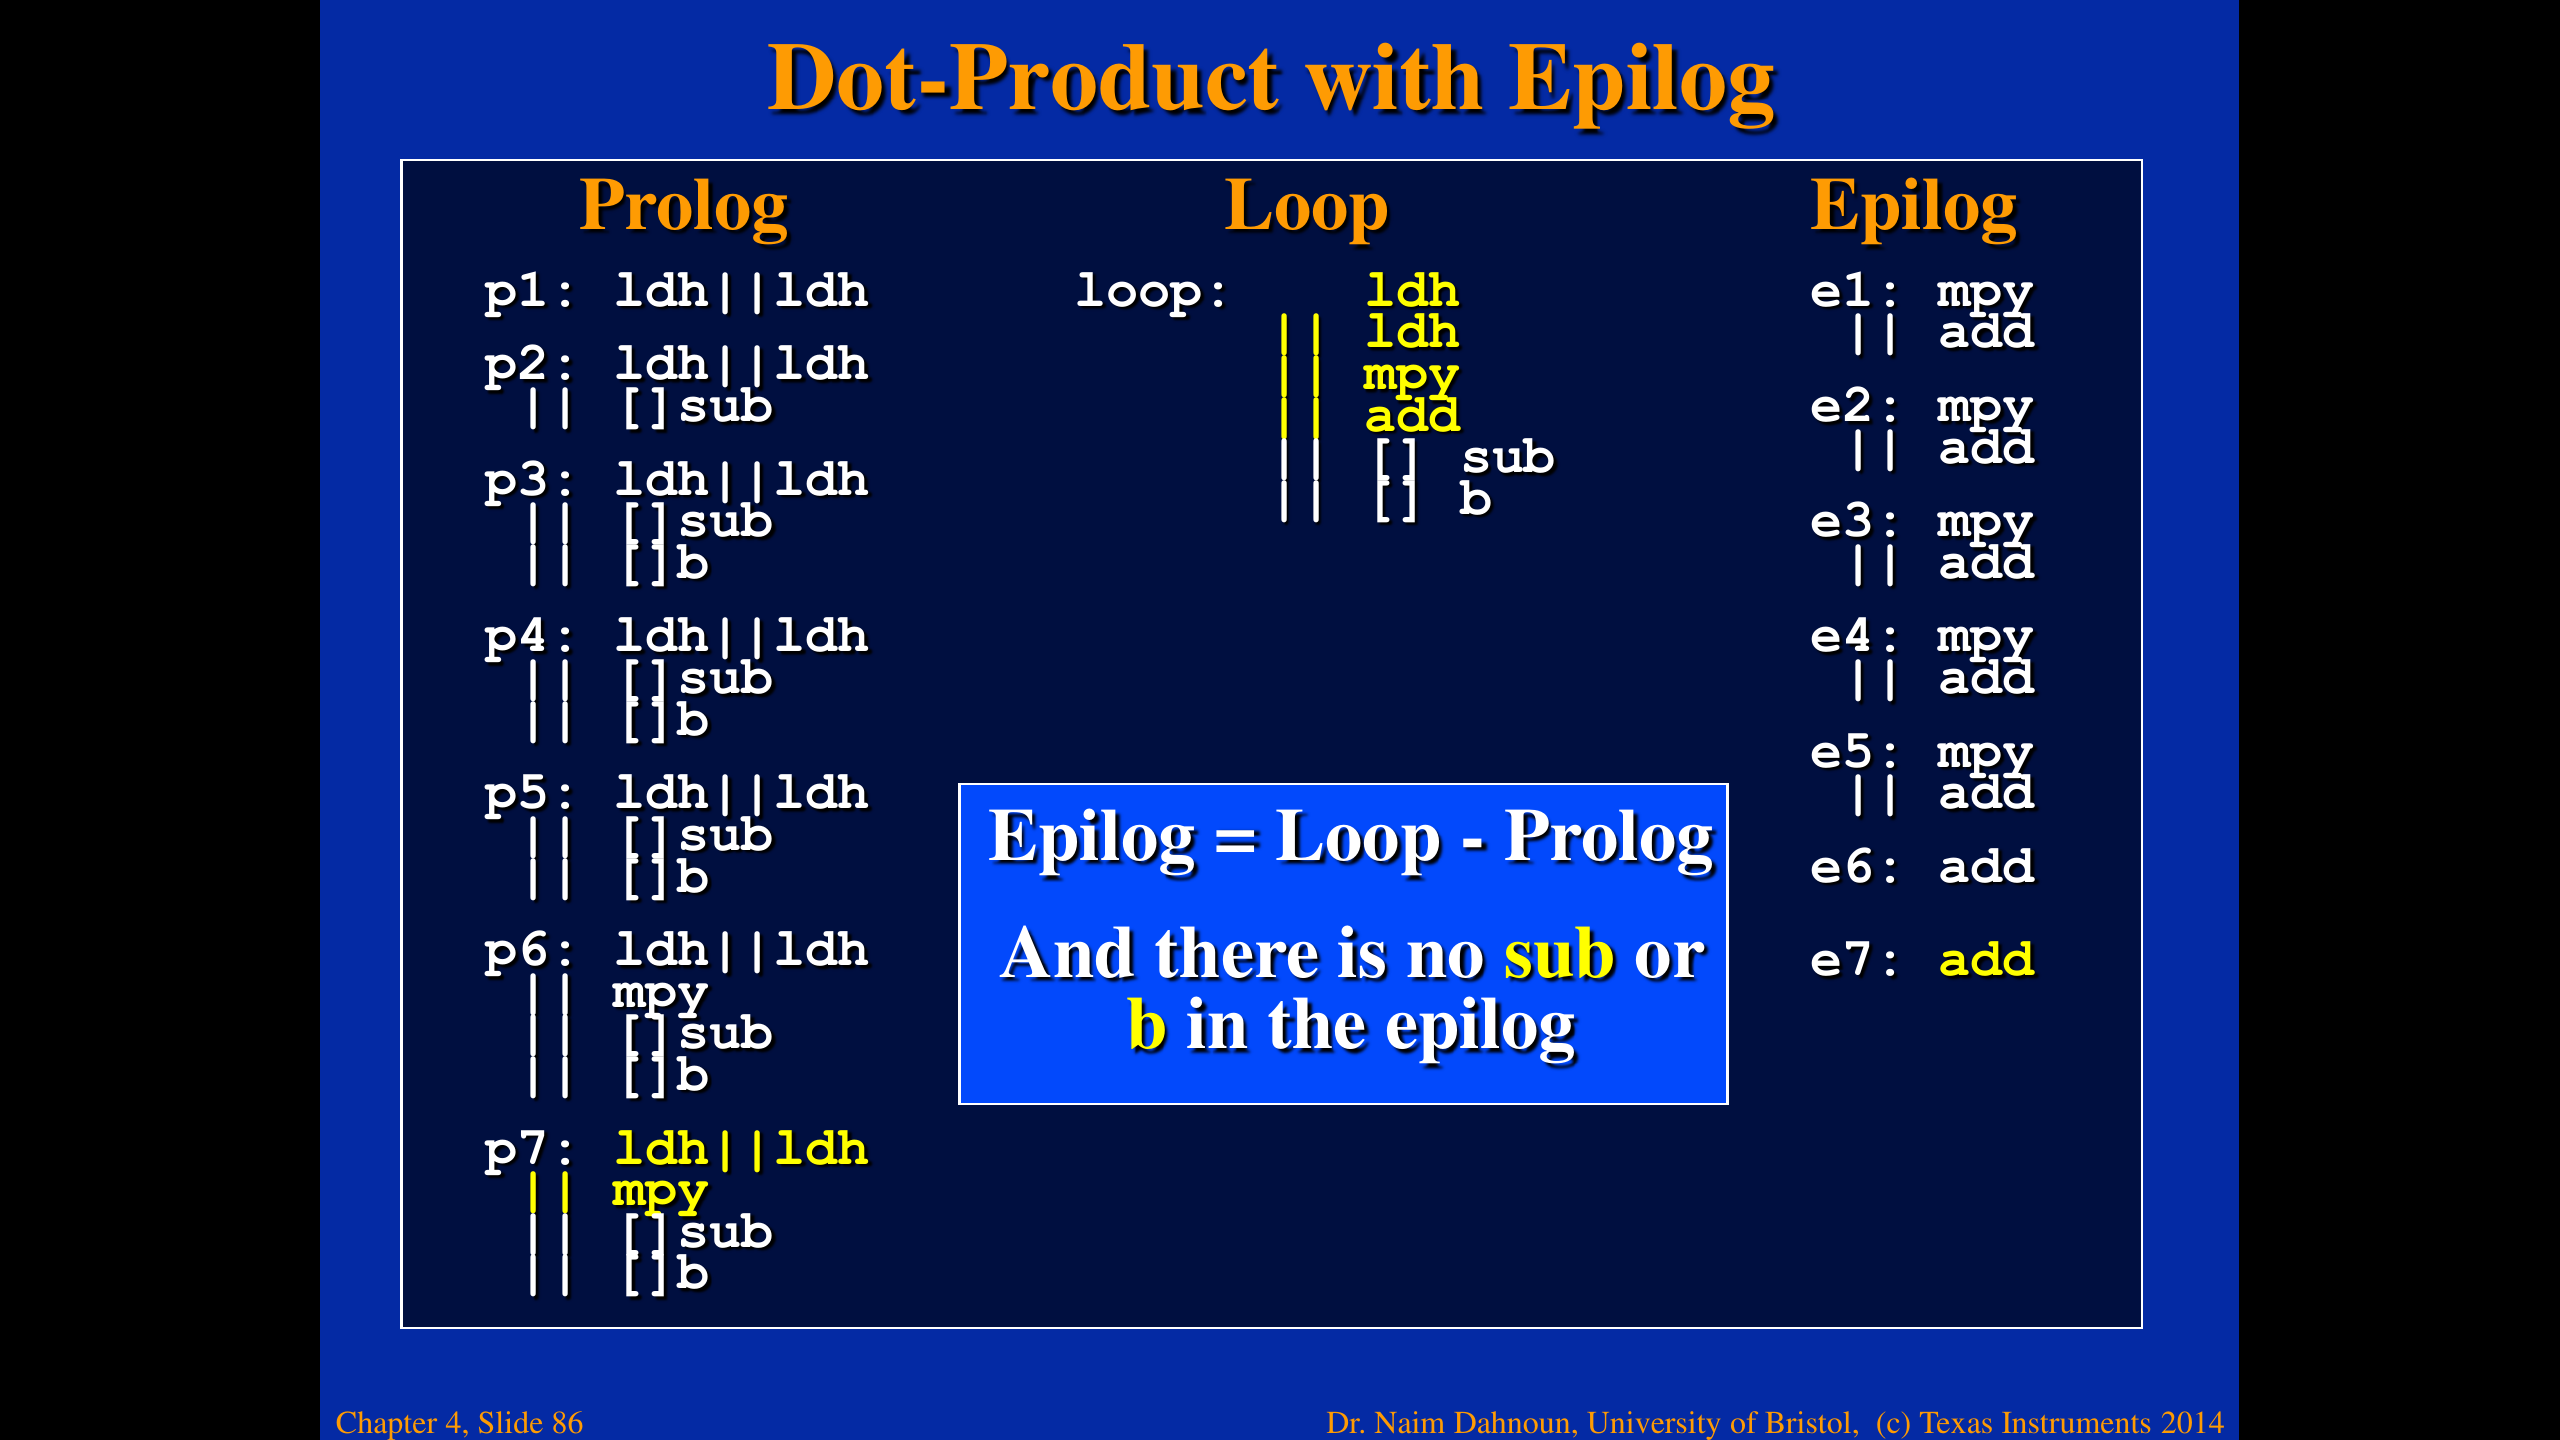 Dot-Product with Epilog
Prolog
p1: ldh||ldh
p2: ldh||ldh
|| []sub
p3: ldh||ldh
|| []sub
|| []b
p4: ldh||ldh
|| []sub
|| []b
p5: ldh||ldh
|| []sub
|| []b
p6: ldh||ldh
|| mpy
|| []sub
|| []b
p7: ldh||ldh
|| mpy
|| []sub
|| []b
Loop
loop: ldh
|| ldh
|| mpy
|| add
|| [] sub
|| [] b
Epilog = Loop - Prolog
And there is no sub or
b in the epilog
Epilog
e1: mpy
|| add
e2: mpy
|| add
e3: mpy
|| add
e4: mpy
|| add
e5: mpy
|| add
e6: add
e7: add
Chapter 4, Slide 86
Dr. Naim Dahnoun, University of Bristol, (c) Texas Instruments 2014